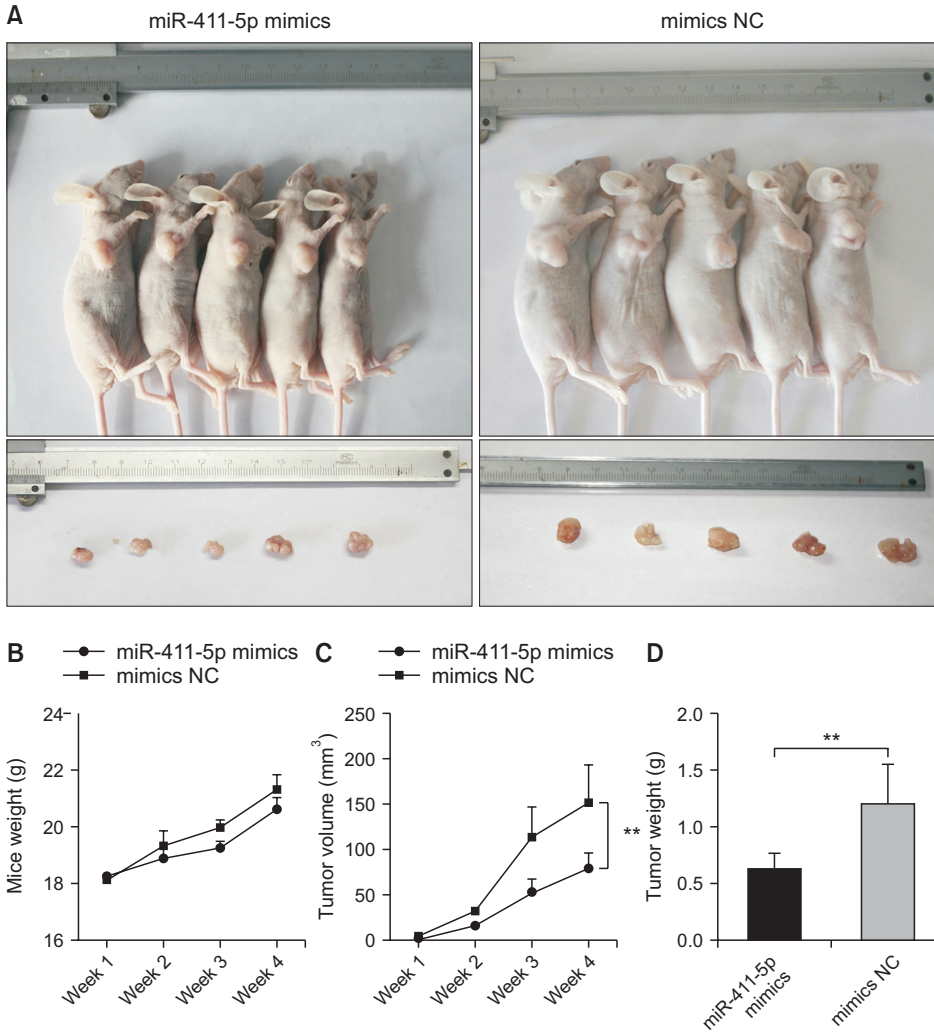 A
miR-411-5p mimics
mimics NC
B
miR-411-5p mimics
mimics NC
Mice weight (g)
24
22
20
18
16
Week 1
Week 2
Week 3
Week 4
C
miR-411-5p mimics
mimics NC
Tumor volume (mm³)
250
200
150
100
50
0
**
Week 1
Week 2
Week 3
Week 4
D
Tumor weight (g)
2.0
1.5
1.0
0.5
0.0
**
miR-411-5p
mimics
mimics NC